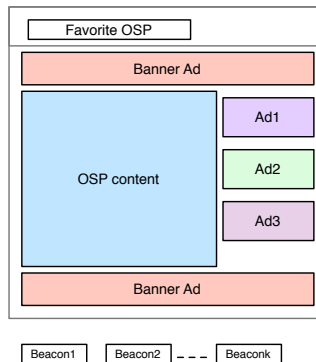 Favorite OSP
Banner Ad
OSP content
Ad1
Ad2
Ad3
Banner Ad
Beacon1 Beacon2 Beaconk